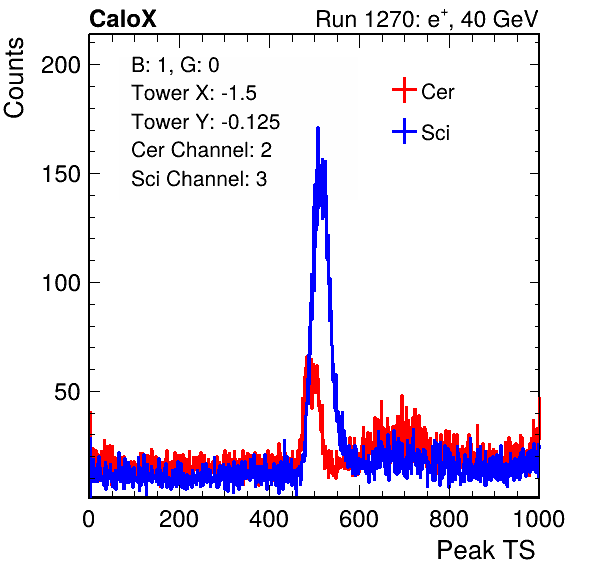 CaloX Run 1270: e⁺, 40 GeV
Counts
B: 1, G: 0
Tower X: -1.5
Tower Y: -0.125
Cer Channel: 2
Sci Channel: 3
Cer
Sci
200
150
100
50
0 200 400 600 800 1000
Peak TS